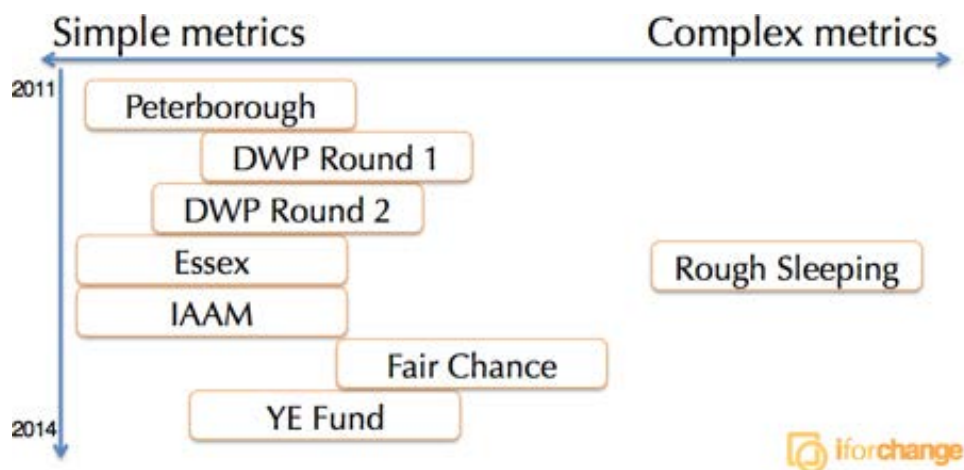 Simple metrics
Complex metrics
2011
Peterborough
DWP Round 1
DWP Round 2
Essex
Rough Sleeping
IAAM
Fair Chance
YE Fund
2014
iforchange